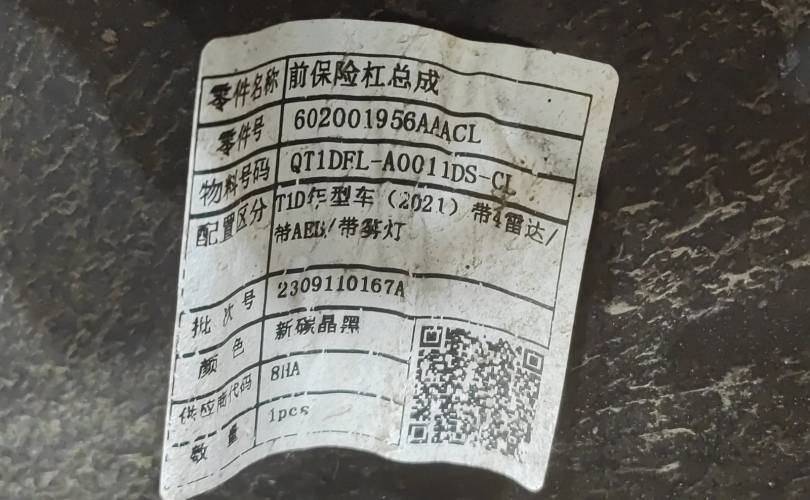 零件名称 前保险杠总成
零件号 602001956AAACL
物料号码 QT1DFL-A0011DS-CL
配置区分 T1D年型车（2021）带4雷达/
带AEB/带雾灯
批次号 2309110167A
颜色 新碳晶黑
供应商代码 8HA
数量 1pcs